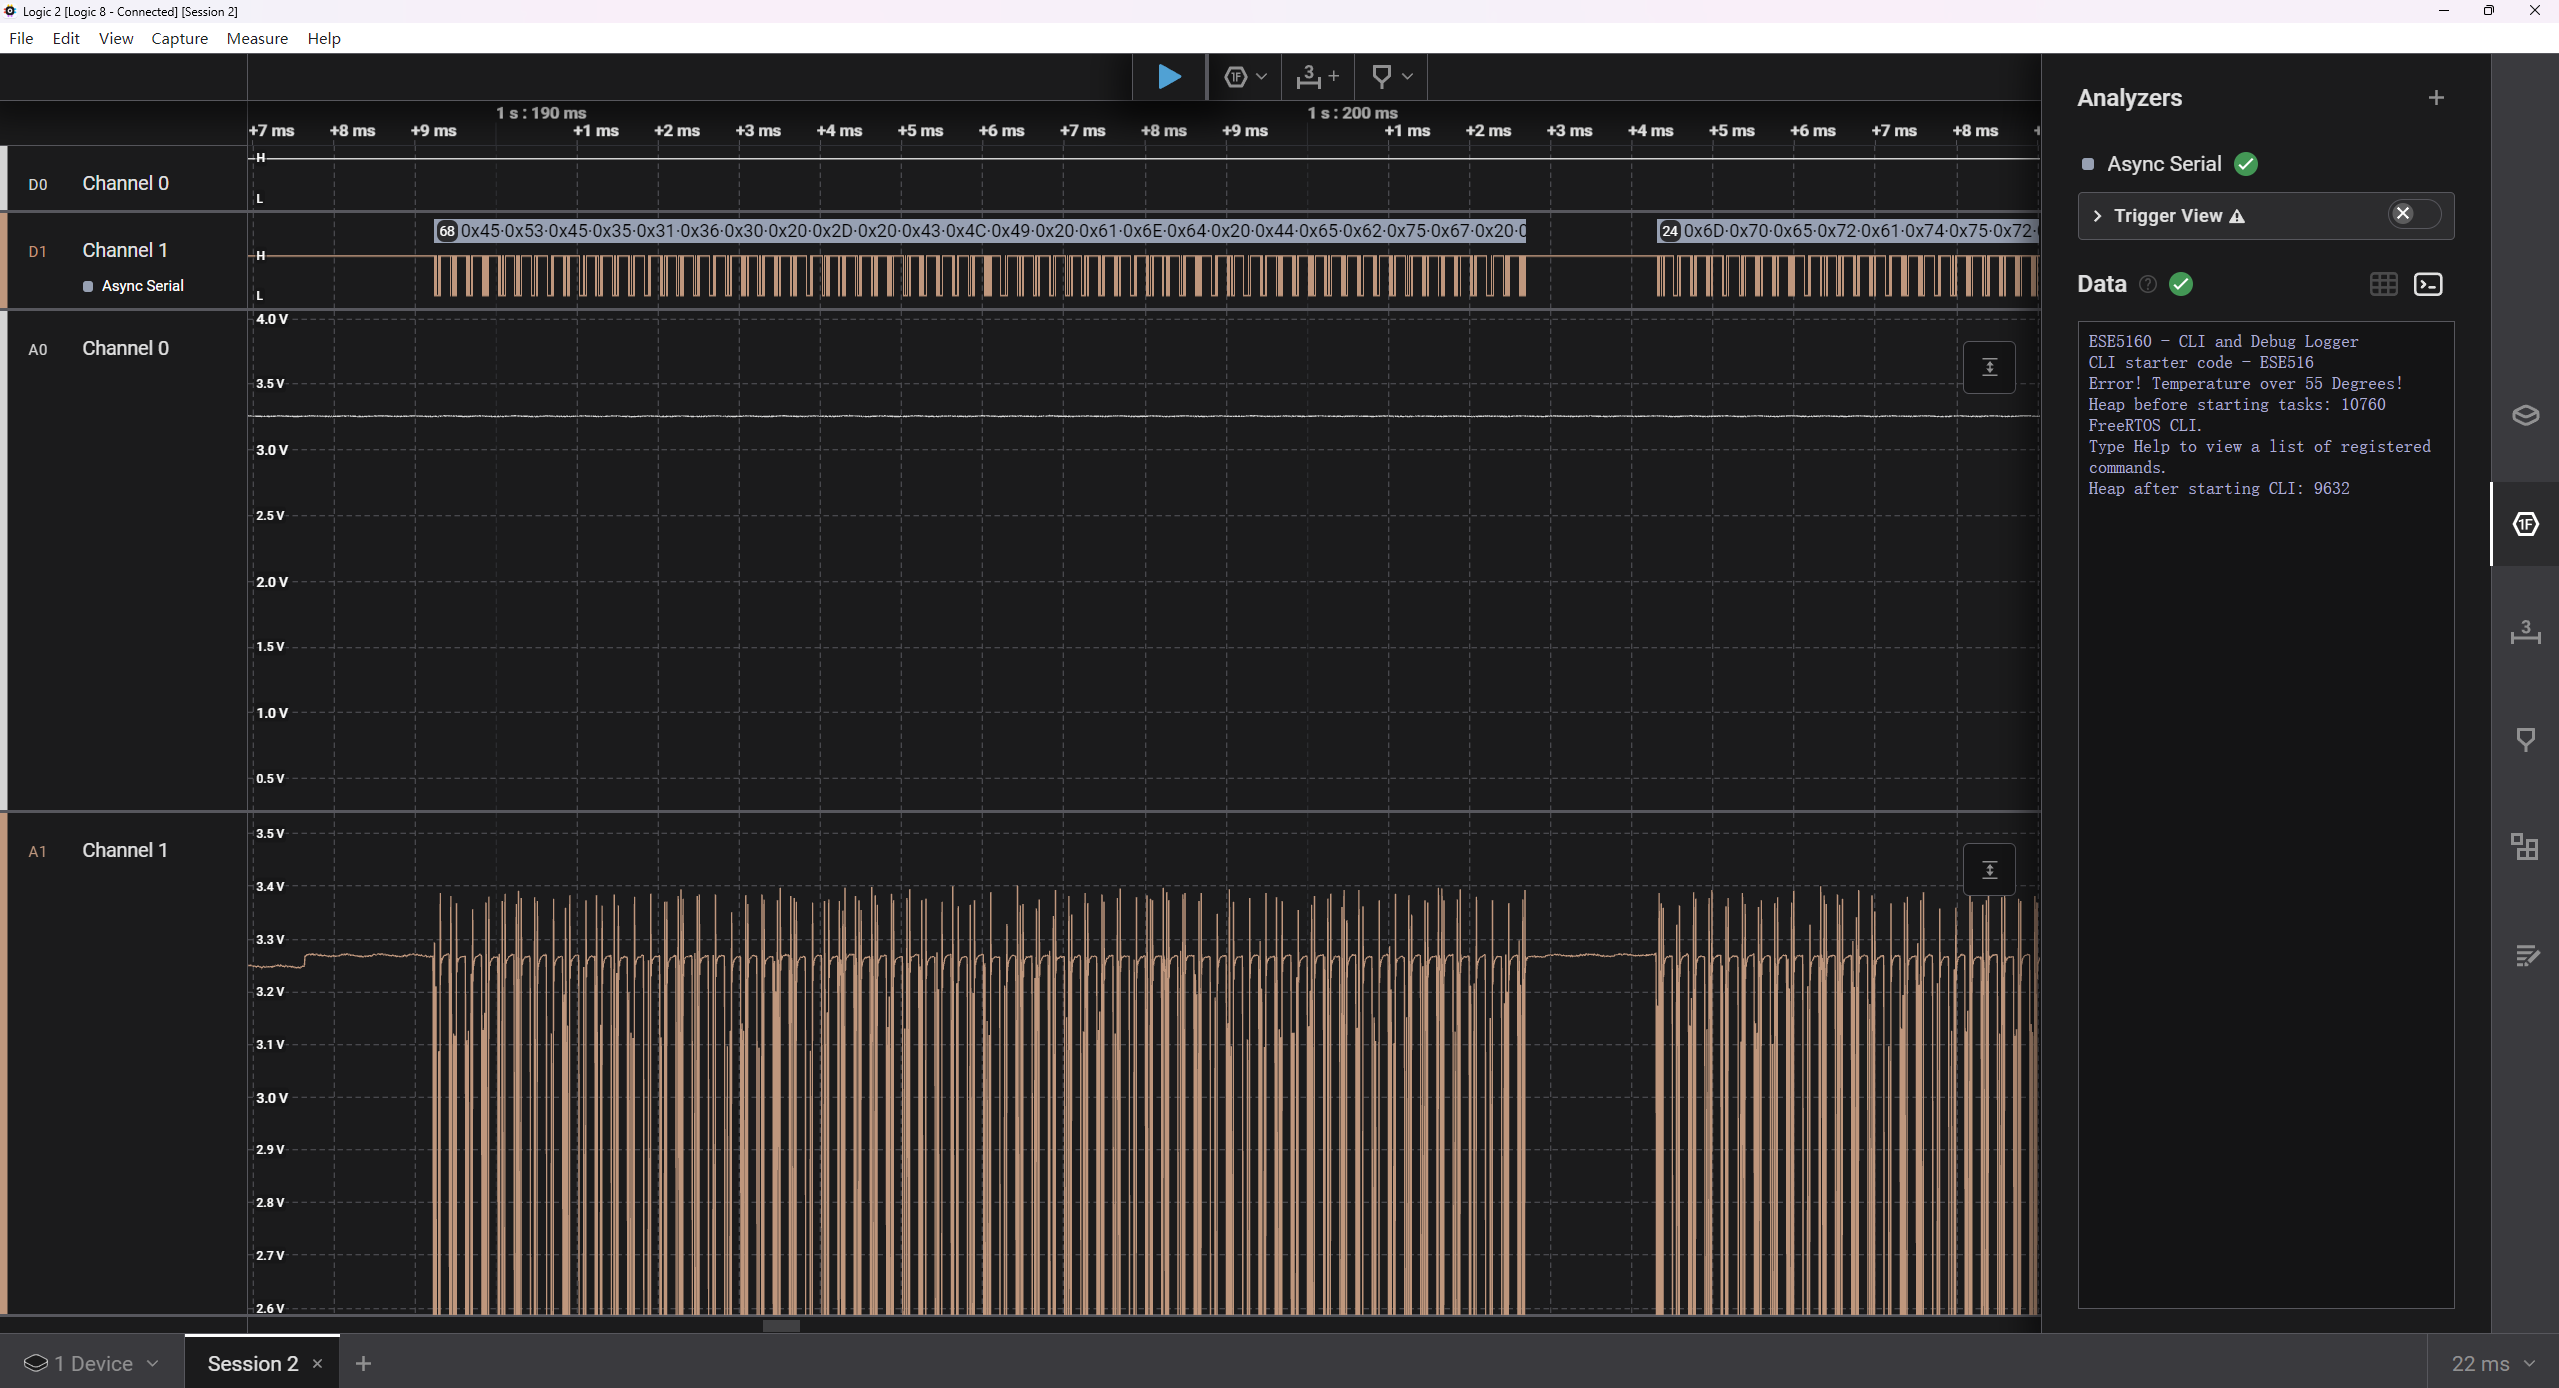 Logic 2 [Logic 8 - Connected] [Session 2]
File Edit View Capture Measure Help
1F 3 +
1 s : 190 ms 1 s : 200 ms
+7 ms +8 ms +9 ms +1 ms +2 ms +3 ms +4 ms +5 ms +6 ms +7 ms +8 ms +9 ms +1 ms +2 ms +3 ms +4 ms +5 ms +6 ms +7 ms +8 ms
D0 Channel 0
H
L
D1 Channel 1
Async Serial
68 0x45·0x53·0x45·0x35·0x31·0x36·0x30·0x20·0x2D·0x20·0x43·0x4C·0x49·0x20·0x61·0x6E·0x64·0x20·0x44·0x65·0x62·0x75·0x67·0x20·0
24 0x6D·0x70·0x65·0x72·0x61·0x74·0x75·0x72·
H
L
A0 Channel 0
4.0 V
3.5 V
3.0 V
2.5 V
2.0 V
1.5 V
1.0 V
0.5 V
A1 Channel 1
3.5 V
3.4 V
3.3 V
3.2 V
3.1 V
3.0 V
2.9 V
2.8 V
2.7 V
2.6 V
Analyzers +
Async Serial
Trigger View
Data ?
ESE5160 - CLI and Debug Logger
CLI starter code - ESE516
Error! Temperature over 55 Degrees!
Heap before starting tasks: 10760
FreeRTOS CLI.
Type Help to view a list of registered
commands.
Heap after starting CLI: 9632
1F
3
1 Device Session 2 × + 22 ms